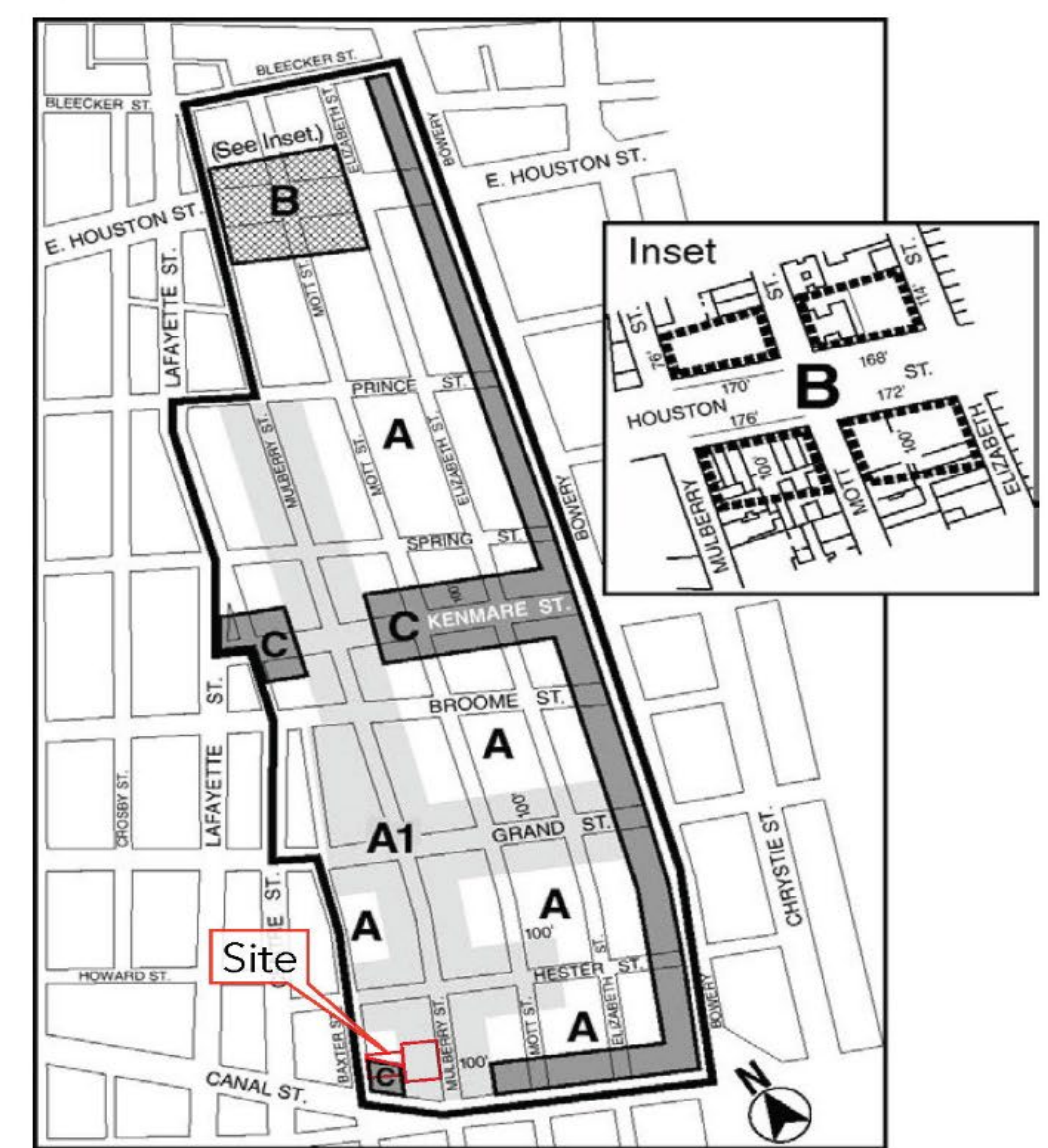 BLEECKER ST.
BLEECKER ST.
(See Inset.)
ELIZABETH ST.
BOWERY
B
E. HOUSTON ST.
E. HOUSTON ST.
LAFAYETTE ST.
MOTT ST.
Inset
ST.
76'
ST.
ST.
114'
168'
170'
B
ST.
172'
HOUSTON
176'
100'
100'
MULBERRY
MOTT
ELIZABETH
PRINCE ST.
MULBERRY ST.
MOTT ST.
A
ELIZABETH ST.
BOWERY
SPRING ST.
100'
C
C
KENMARE ST.
LAFAYETTE ST.
BROOME ST.
A
CROSBY ST.
100'
A1
GRAND ST.
CHRYSTIE ST.
TRE ST.
A
A
100'
Site
HOWARD ST.
HESTER ST.
BAXTER ST.
MULBERRY ST.
MOTT ST.
A
ELIZABETH ST.
BOWERY
100'
C
CANAL ST.
N